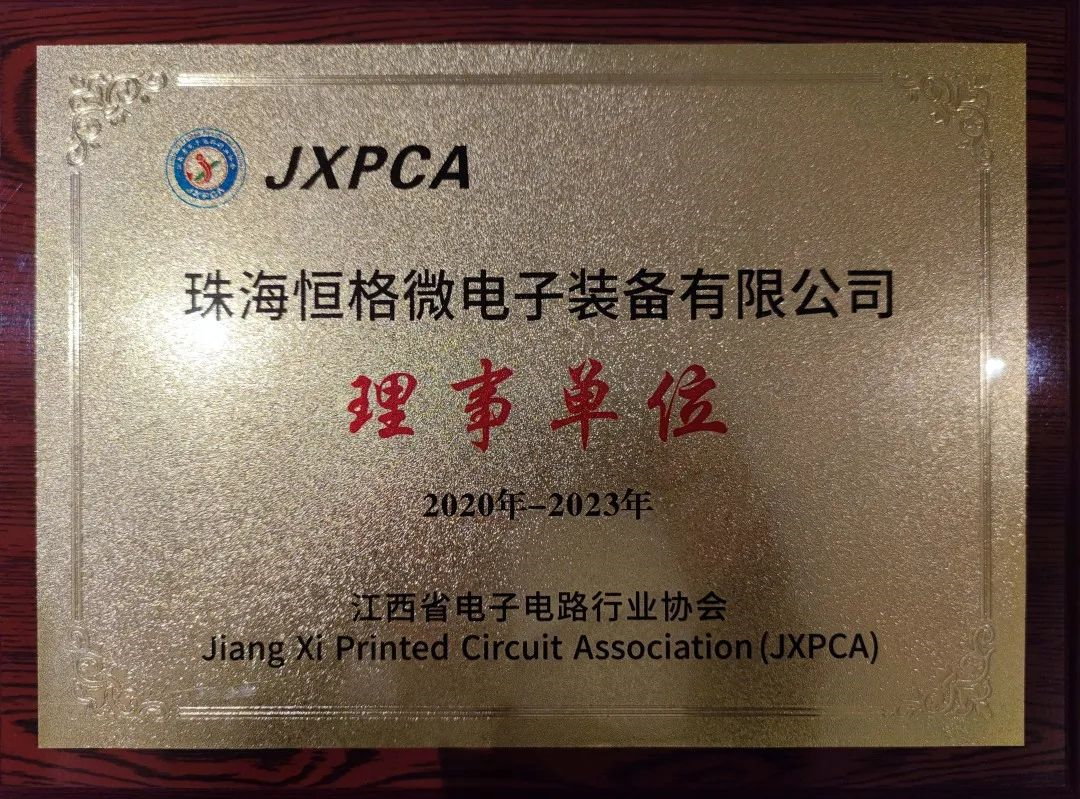 JXPCA
珠海恒格微电子装备有限公司
理事单位
2020年-2023年
江西省电子电路行业协会
Jiang Xi Printed Circuit Association (JXPCA)